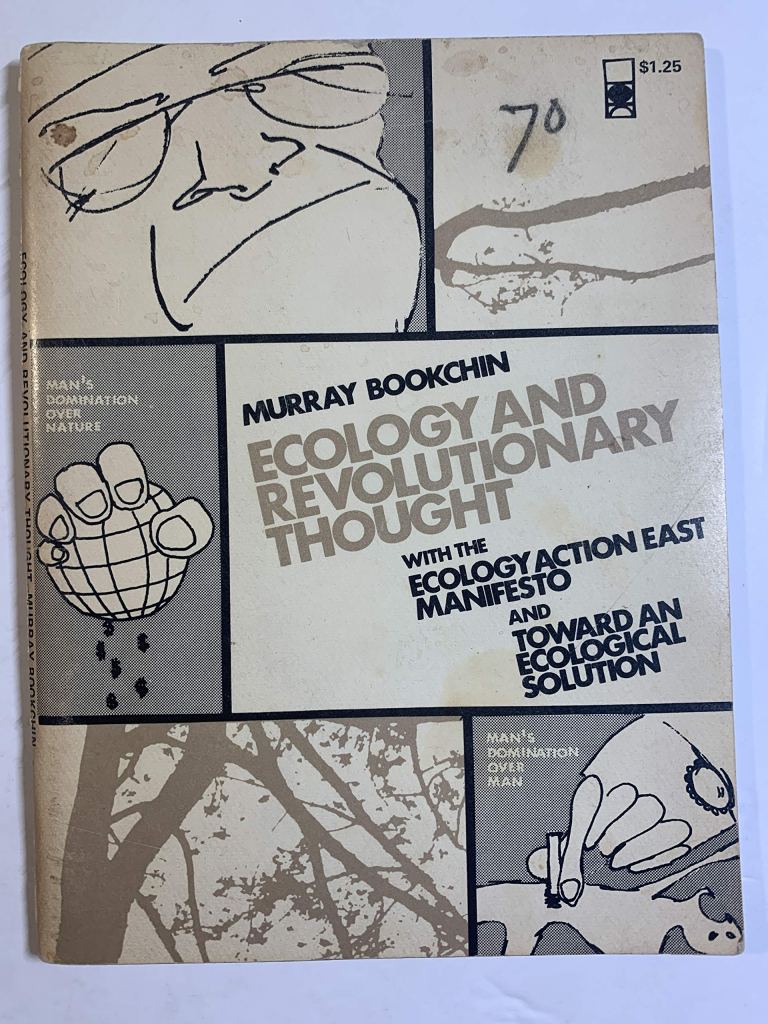 $1.25
70
MAN'S
DOMINATION
OVER
NATURE
MURRAY BOOKCHIN
ECOLOGY AND
REVOLUTIONARY
THOUGHT
WITH THE
ECOLOGY ACTION EAST
MANIFESTO
AND
TOWARD AN
ECOLOGICAL
SOLUTION
$
$
$
$
$
MAN'S
DOMINATION
OVER
MAN
ECOLOGY AND REVOLUTIONARY THOUGHT MURRAY BOOKCHIN